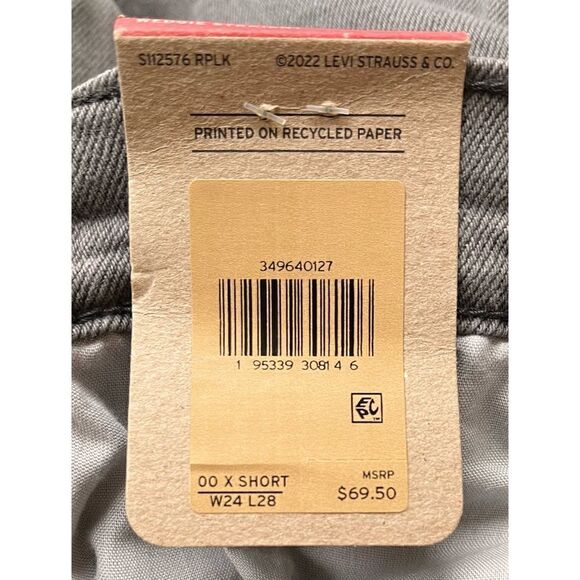 S112576 RPLK ©2022 LEVI STRAUSS & CO.
PRINTED ON RECYCLED PAPER
349640127
1 95339 30814 6
EPC™
00 X SHORT
W24 L28
MSRP
$69.50